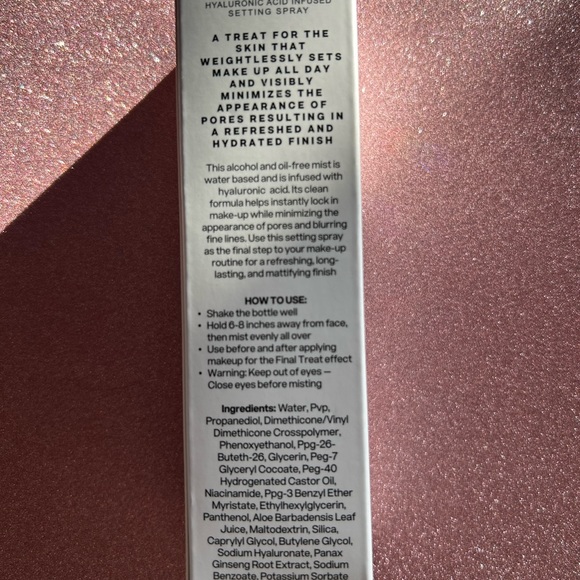 HYALURONIC ACID INFUSED
SETTING SPRAY
A TREAT FOR THE
SKIN THAT
WEIGHTLESSLY SETS
MAKE UP ALL DAY
AND VISIBLY
MINIMIZES THE
APPEARANCE OF
PORES RESULTING IN
A REFRESHED AND
HYDRATED FINISH
This alcohol and oil-free mist is
water based and is infused with
hyaluronic acid. Its clean
formula helps instantly lock in
make-up while minimizing the
appearance of pores and blurring
fine lines. Use this setting spray
as the final step to your make-up
routine for a refreshing, long-
lasting, and mattifying finish
HOW TO USE:
• Shake the bottle well
• Hold 6-8 inches away from face,
then mist evenly all over
• Use before and after applying
makeup for the Final Treat effect
• Warning: Keep out of eyes —
Close eyes before misting
Ingredients: Water, Pvp,
Propanediol, Dimethicone/Vinyl
Dimethicone Crosspolymer,
Phenoxyethanol, Ppg-26-
Buteth-26, Glycerin, Peg-7
Glyceryl Cocoate, Peg-40
Hydrogenated Castor Oil,
Niacinamide, Ppg-3 Benzyl Ether
Myristate, Ethylhexylglycerin,
Panthenol, Aloe Barbadensis Leaf
Juice, Maltodextrin, Silica,
Caprylyl Glycol, Butylene Glycol,
Sodium Hyaluronate, Panax
Ginseng Root Extract, Sodium
Benzoate, Potassium Sorbate